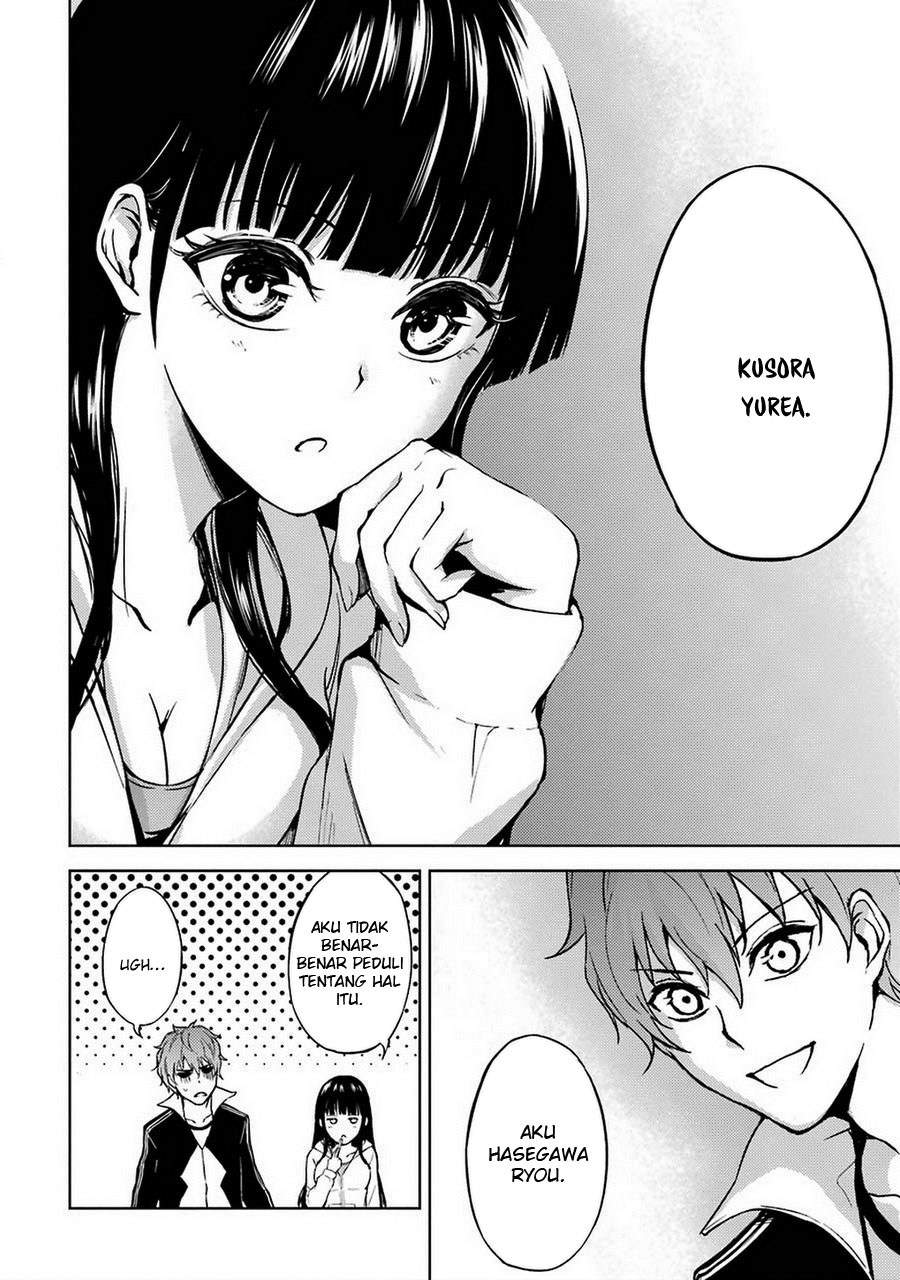 KUSORA
YUREA.
AKU
HASEGAWA
RYOU.
AKU TIDAK
BENAR-
BENAR PEDULI
TENTANG HAL
ITU.
UGH...